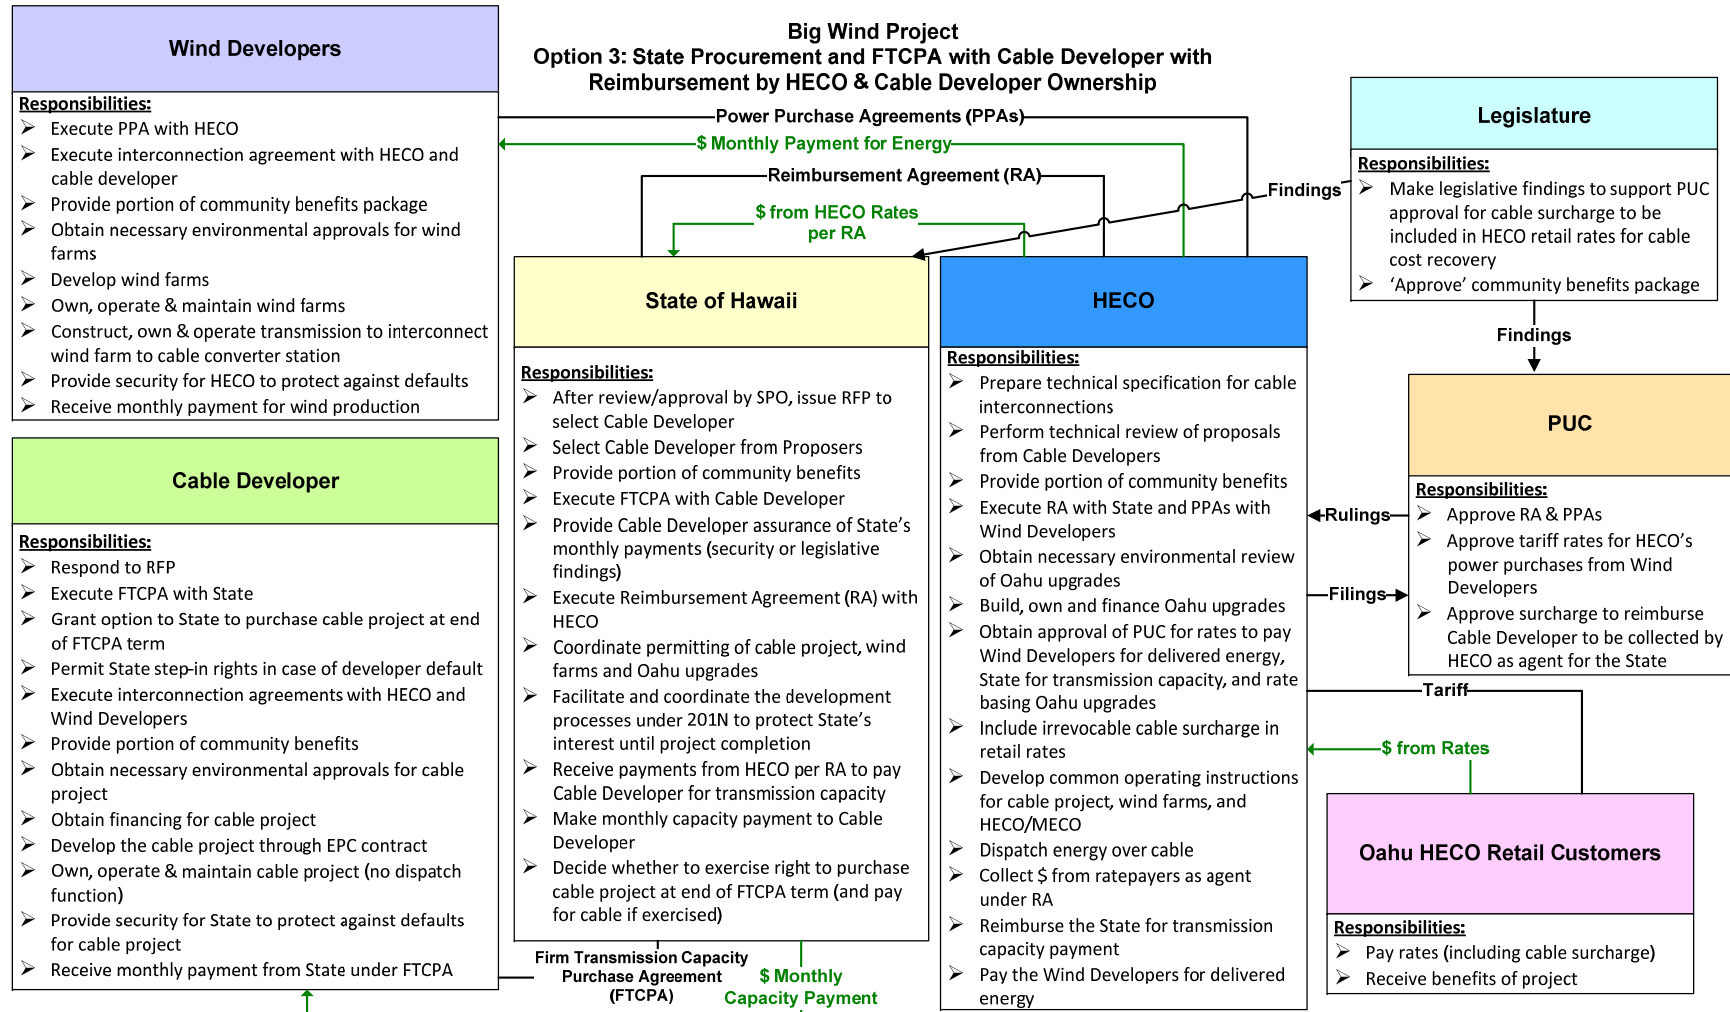 Big Wind Project
Option 3: State Procurement and FTCPA with Cable Developer with
Reimbursement by HECO & Cable Developer Ownership
Wind Developers
Responsibilities:
➢ Execute PPA with HECO
➢ Execute interconnection agreement with HECO and
cable developer
➢ Provide portion of community benefits package
➢ Obtain necessary environmental approvals for wind
farms
➢ Develop wind farms
➢ Own, operate & maintain wind farms
➢ Construct, own & operate transmission to interconnect
wind farm to cable converter station
➢ Provide security for HECO to protect against defaults
➢ Receive monthly payment for wind production
Power Purchase Agreements (PPAs)
$ Monthly Payment for Energy
Reimbursement Agreement (RA)
$ from HECO Rates
per RA
Findings
Legislature
Responsibilities:
➢ Make legislative findings to support PUC
approval for cable surcharge to be
included in HECO retail rates for cable
cost recovery
➢ ‘Approve’ community benefits package
Findings
Cable Developer
Responsibilities:
➢ Respond to RFP
➢ Execute FTCPA with State
➢ Grant option to State to purchase cable project at end
of FTCPA term
➢ Permit State step-in rights in case of developer default
➢ Execute interconnection agreements with HECO and
Wind Developers
➢ Provide portion of community benefits
➢ Obtain necessary environmental approvals for cable
project
➢ Obtain financing for cable project
➢ Develop the cable project through EPC contract
➢ Own, operate & maintain cable project (no dispatch
function)
➢ Provide security for State to protect against defaults
for cable project
➢ Receive monthly payment from State under FTCPA
State of Hawaii
Responsibilities:
➢ After review/approval by SPO, issue RFP to
select Cable Developer
➢ Select Cable Developer from Proposers
➢ Provide portion of community benefits
➢ Execute FTCPA with Cable Developer
➢ Provide Cable Developer assurance of State’s
monthly payments (security or legislative
findings)
➢ Execute Reimbursement Agreement (RA) with
HECO
➢ Coordinate permitting of cable project, wind
farms and Oahu upgrades
➢ Facilitate and coordinate the development
processes under 201N to protect State’s
interest until project completion
➢ Receive payments from HECO per RA to pay
Cable Developer for transmission capacity
➢ Make monthly capacity payment to Cable
Developer
➢ Decide whether to exercise right to purchase
cable project at end of FTCPA term (and pay
for cable if exercised)
Firm Transmission Capacity
Purchase Agreement
(FTCPA)
$ Monthly
Capacity Payment
HECO
Responsibilities:
➢ Prepare technical specification for cable
interconnections
➢ Perform technical review of proposals
from Cable Developers
➢ Provide portion of community benefits
➢ Execute RA with State and PPAs with
Wind Developers
➢ Obtain necessary environmental review
of Oahu upgrades
➢ Build, own and finance Oahu upgrades
➢ Obtain approval of PUC for rates to pay
Wind Developers for delivered energy,
State for transmission capacity, and rate
basing Oahu upgrades
➢ Include irrevocable cable surcharge in
retail rates
➢ Develop common operating instructions
for cable project, wind farms, and
HECO/MECO
➢ Dispatch energy over cable
➢ Collect $ from ratepayers as agent
under RA
➢ Reimburse the State for transmission
capacity payment
➢ Pay the Wind Developers for delivered
energy
PUC
Responsibilities:
➢ Approve RA & PPAs
➢ Approve tariff rates for HECO’s
power purchases from Wind
Developers
➢ Approve surcharge to reimburse
Cable Developer to be collected by
HECO as agent for the State
Rulings
Filings
Tariff
$ from Rates
Oahu HECO Retail Customers
Responsibilities:
➢ Pay rates (including cable surcharge)
➢ Receive benefits of project